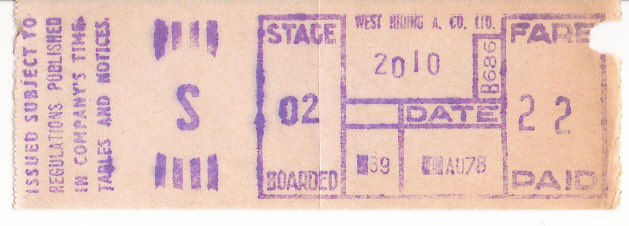 ISSUED SUBJECT TO
REGULATIONS PUBLISHED
IN COMPANY'S TIME
TABLES AND NOTICES.
S
STAGE
02
BOARDED
WEST RIDING A. CO. LTD.
2010
B686
DATE
89
AU78
FARE
22
PAID